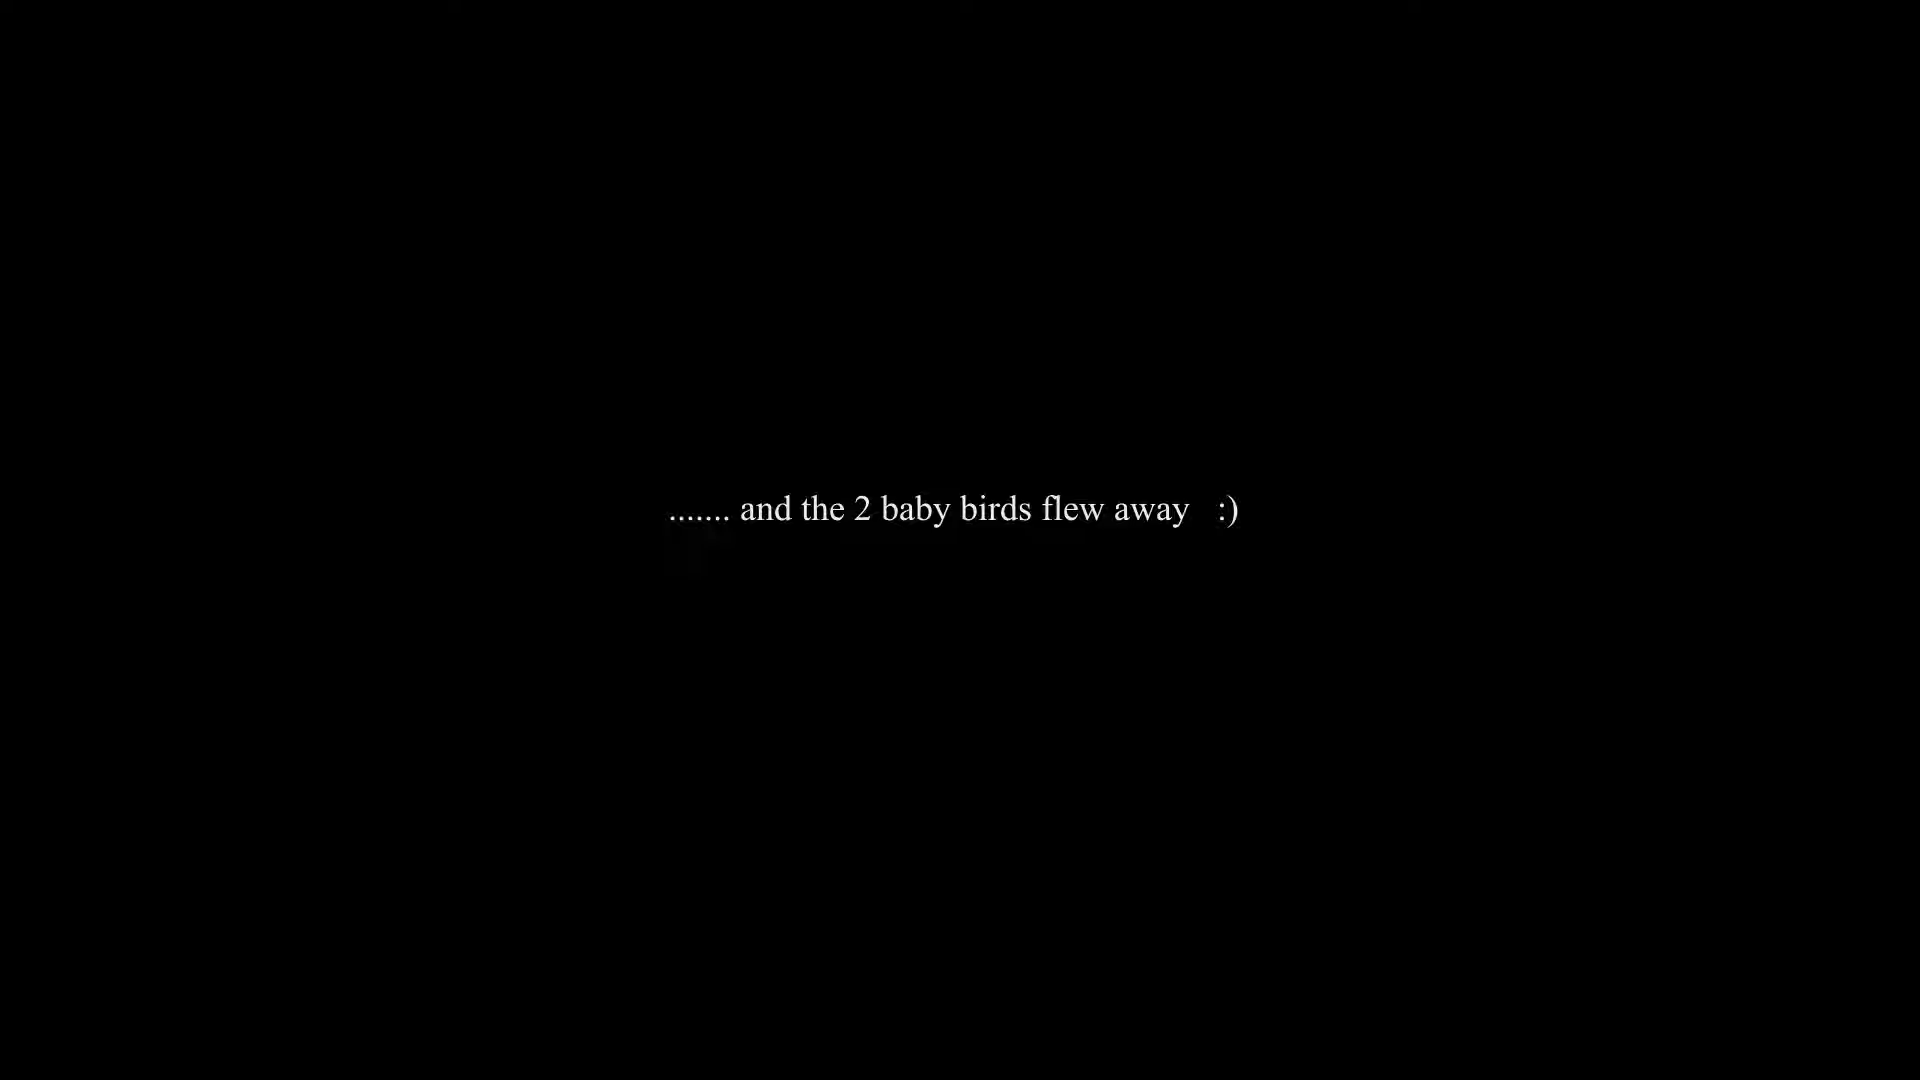 ....... and the 2 baby birds flew away   :)